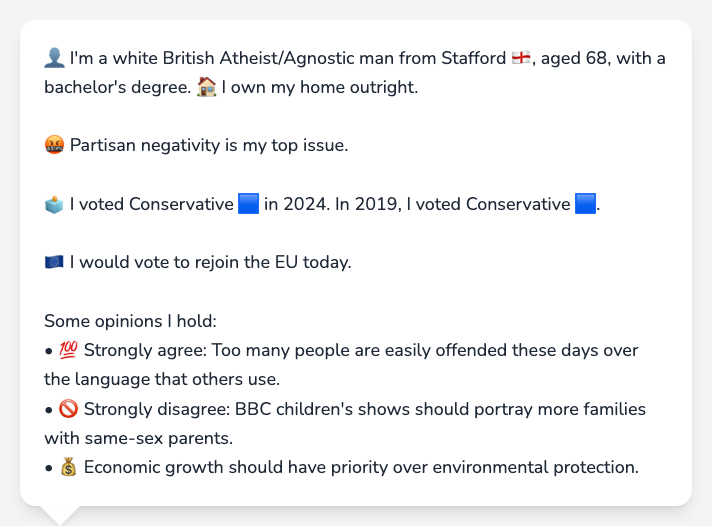 👤 I'm a white British Atheist/Agnostic man from Stafford 🏴󠁧󠁢󠁥󠁮󠁧󠁿, aged 68, with a
bachelor's degree. 🏠 I own my home outright.
🤬 Partisan negativity is my top issue.
🗳️ I voted Conservative 🟦 in 2024. In 2019, I voted Conservative 🟦.
🇪🇺 I would vote to rejoin the EU today.
Some opinions I hold:
• 💯 Strongly agree: Too many people are easily offended these days over
the language that others use.
• 🚫 Strongly disagree: BBC children's shows should portray more families
with same-sex parents.
• 💰 Economic growth should have priority over environmental protection.